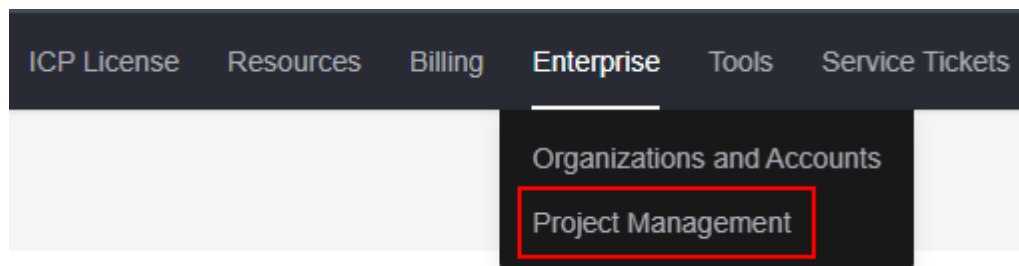 ICP License Resources Billing Enterprise Tools Service Tickets
Organizations and Accounts
Project Management